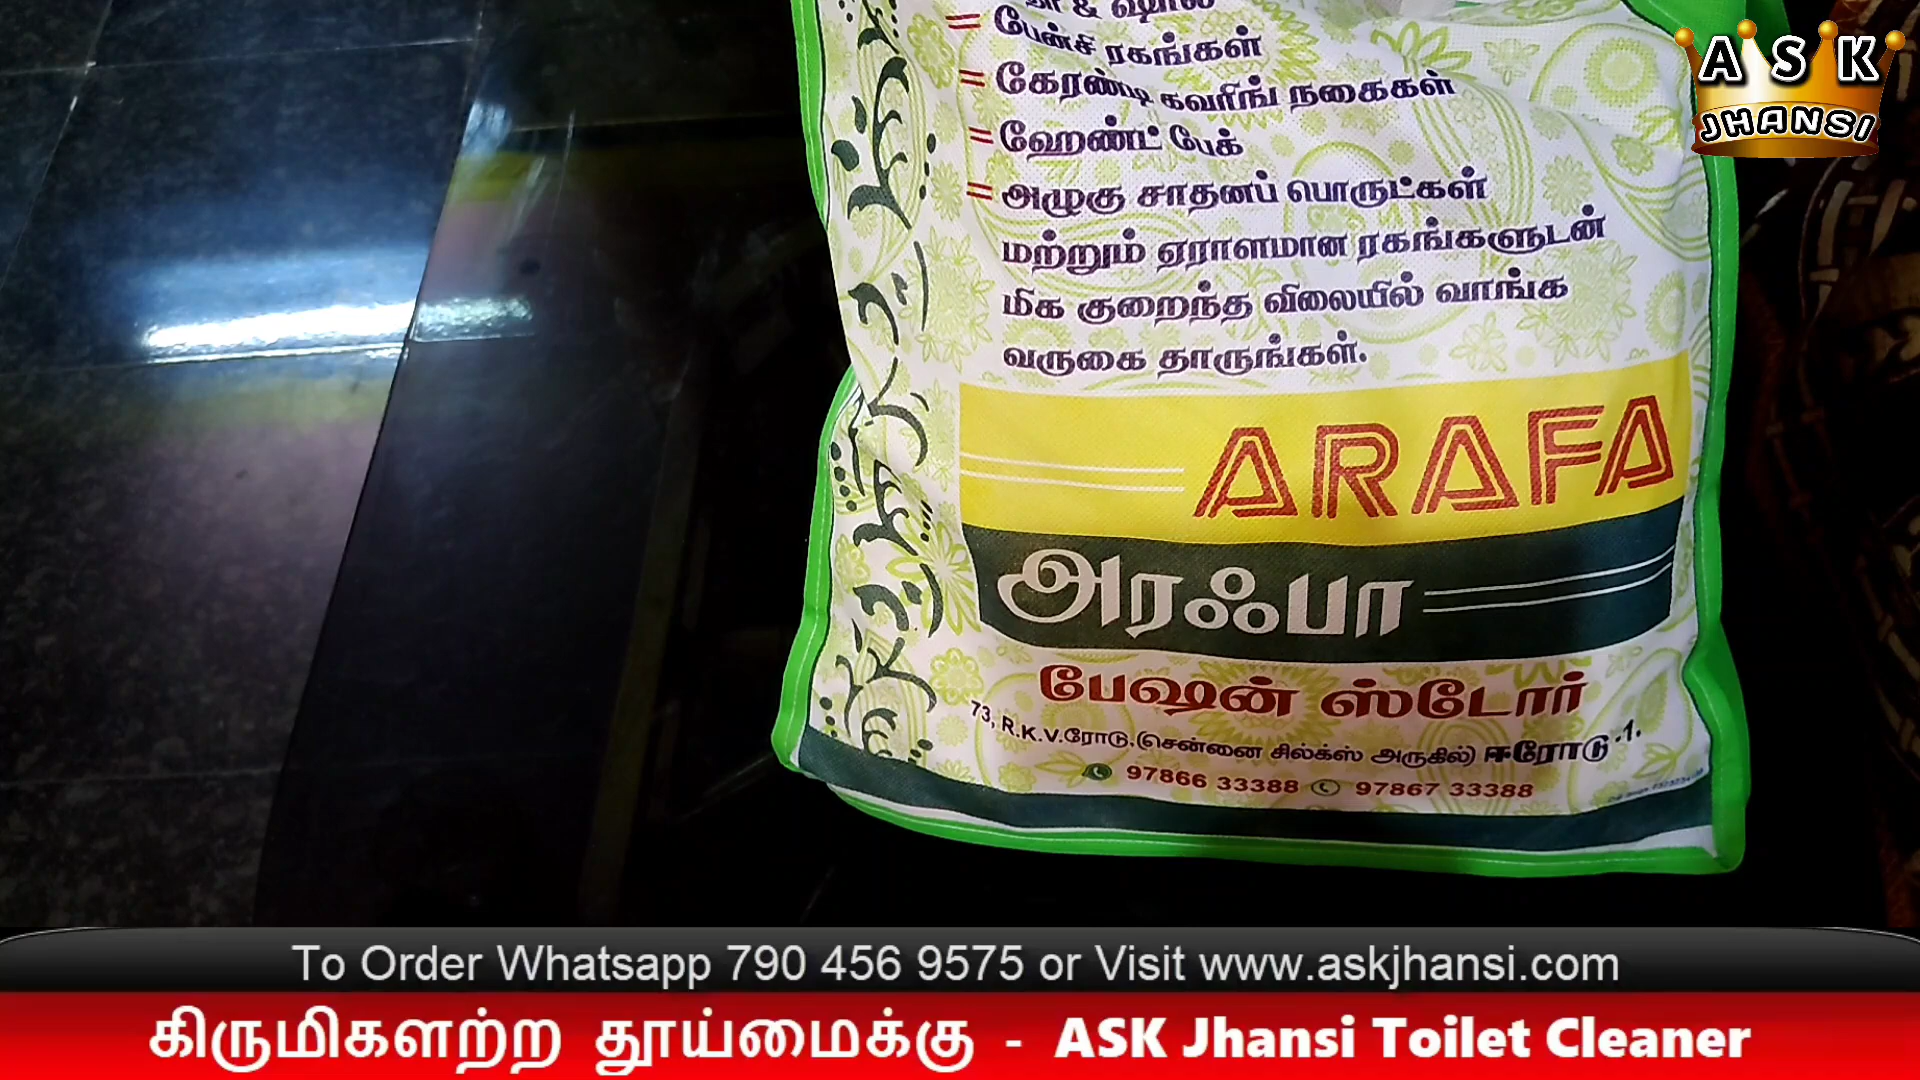 & ஷால்
= பேன்சி ரகங்கள்
= கேரண்டி கவரிங் நகைகள்
= ஹேண்ட் பேக்
= அழுகு சாதனப் பொருட்கள்
மற்றும் ஏராளமான ரகங்களுடன்
மிக குறைந்த விலையில் வாங்க
வருகை தாருங்கள்.
ARAFA
அரஃபா
பேஷன் ஸ்டோர்
73, R.K.V.ரோடு.(சென்னை சில்க்ஸ் அருகில்) ஈரோடு -1.
97866 33388 97867 33388
ASK
JHANSI
To Order Whatsapp 790 456 9575 or Visit www.askjhansi.com
கிருமிகளற்ற தூய்மைக்கு - ASK Jhansi Toilet Cleaner